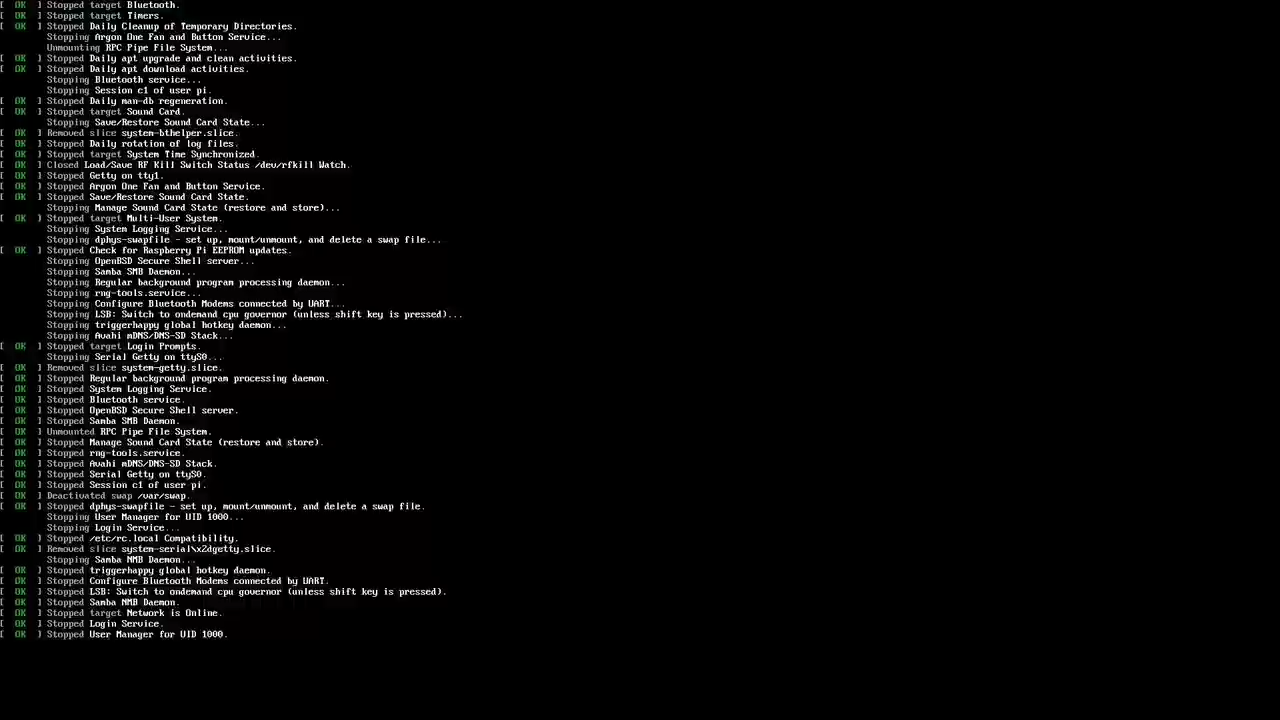 [  OK  ] Stopped target Bluetooth.
[  OK  ] Stopped target Timers.
[  OK  ] Stopped Daily Cleanup of Temporary Directories.
Stopping Argon One Fan and Button Service...
Unmounting RPC Pipe File System...
[  OK  ] Stopped Daily apt upgrade and clean activities.
[  OK  ] Stopped Daily apt download activities.
Stopping Bluetooth service...
Stopping Session c1 of user pi.
[  OK  ] Stopped Daily man-db regeneration.
[  OK  ] Stopped target Sound Card.
Stopping Save/Restore Sound Card State...
[  OK  ] Removed slice system-bthelper.slice.
[  OK  ] Stopped Daily rotation of log files.
[  OK  ] Stopped target System Time Synchronized.
[  OK  ] Closed Load/Save RF Kill Switch Status /dev/rfkill Watch.
[  OK  ] Stopped Getty on tty1.
[  OK  ] Stopped Argon One Fan and Button Service.
[  OK  ] Stopped Save/Restore Sound Card State.
Stopping Manage Sound Card State (restore and store)...
[  OK  ] Stopped target Multi-User System.
Stopping System Logging Service...
Stopping dphys-swapfile - set up, mount/unmount, and delete a swap file...
[  OK  ] Stopped Check for Raspberry Pi EEPROM updates.
Stopping OpenBSD Secure Shell server...
Stopping Samba SMB Daemon...
Stopping Regular background program processing daemon...
Stopping rng-tools.service...
Stopping Configure Bluetooth Modems connected by UART...
Stopping LSB: Switch to ondemand cpu governor (unless shift key is pressed)...
Stopping triggerhappy global hotkey daemon...
Stopping Avahi mDNS/DNS-SD Stack...
[  OK  ] Stopped target Login Prompts.
Stopping Serial Getty on ttyS0...
[  OK  ] Removed slice system-getty.slice.
[  OK  ] Stopped Regular background program processing daemon.
[  OK  ] Stopped System Logging Service.
[  OK  ] Stopped Bluetooth service.
[  OK  ] Stopped OpenBSD Secure Shell server.
[  OK  ] Stopped Samba SMB Daemon.
[  OK  ] Unmounted RPC Pipe File System.
[  OK  ] Stopped Manage Sound Card State (restore and store).
[  OK  ] Stopped rng-tools.service.
[  OK  ] Stopped Avahi mDNS/DNS-SD Stack.
[  OK  ] Stopped Serial Getty on ttyS0.
[  OK  ] Stopped Session c1 of user pi.
[  OK  ] Deactivated swap /var/swap.
[  OK  ] Stopped dphys-swapfile - set up, mount/unmount, and delete a swap file.
Stopping User Manager for UID 1000...
Stopping Login Service...
[  OK  ] Stopped /etc/rc.local Compatibility.
[  OK  ] Removed slice system-serial\x2dgetty.slice.
Stopping Samba NMB Daemon...
[  OK  ] Stopped triggerhappy global hotkey daemon.
[  OK  ] Stopped Configure Bluetooth Modems connected by UART.
[  OK  ] Stopped LSB: Switch to ondemand cpu governor (unless shift key is pressed).
[  OK  ] Stopped Samba NMB Daemon.
[  OK  ] Stopped target Network is Online.
[  OK  ] Stopped Login Service.
[  OK  ] Stopped User Manager for UID 1000.